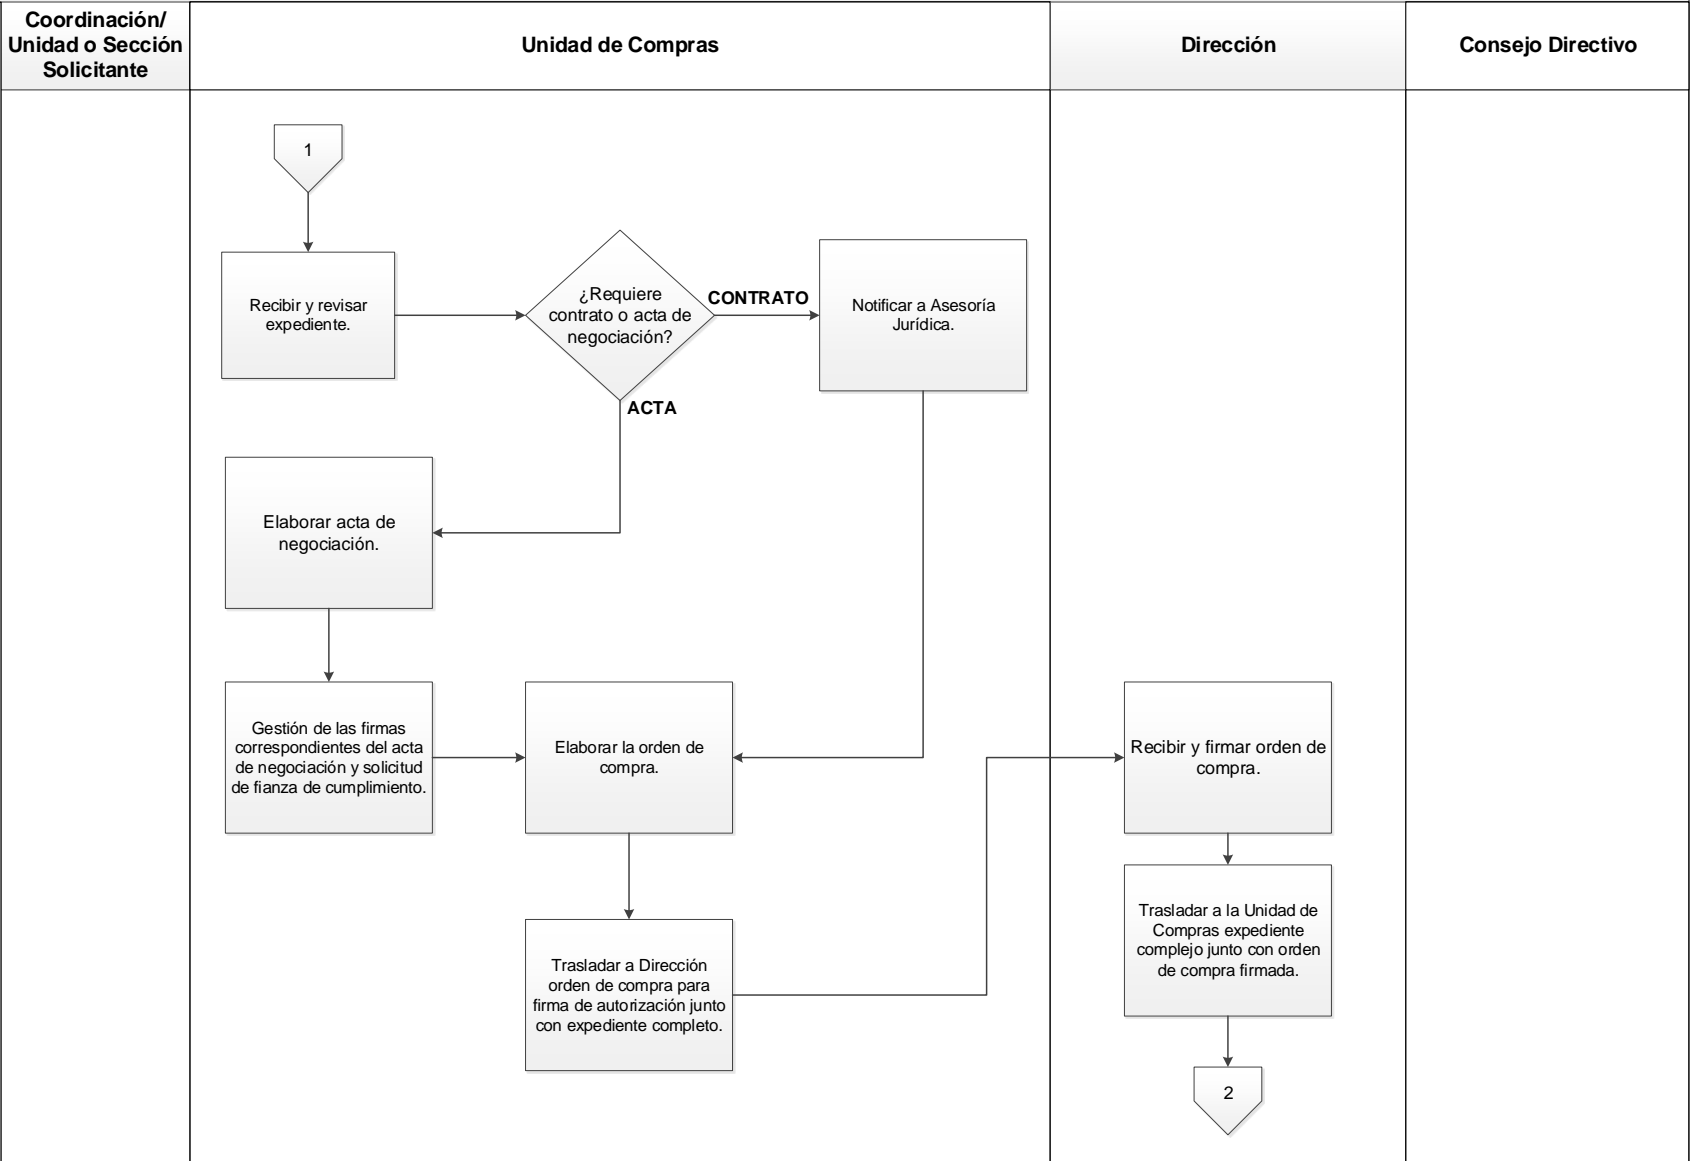 Coordinación/
Unidad o Sección
Solicitante
Unidad de Compras
Dirección
Consejo Directivo
1
Recibir y revisar
expediente.
¿Requiere
contrato o acta de
negociación?
CONTRATO
Notificar a Asesoría
Jurídica.
ACTA
Elaborar acta de
negociación.
Gestión de las firmas
correspondientes del acta
de negociación y solicitud
de fianza de cumplimiento.
Elaborar la orden de
compra.
Recibir y firmar orden de
compra.
Trasladar a Dirección
orden de compra para
firma de autorización junto
con expediente completo.
Trasladar a la Unidad de
Compras expediente
complejo junto con orden
de compra firmada.
2